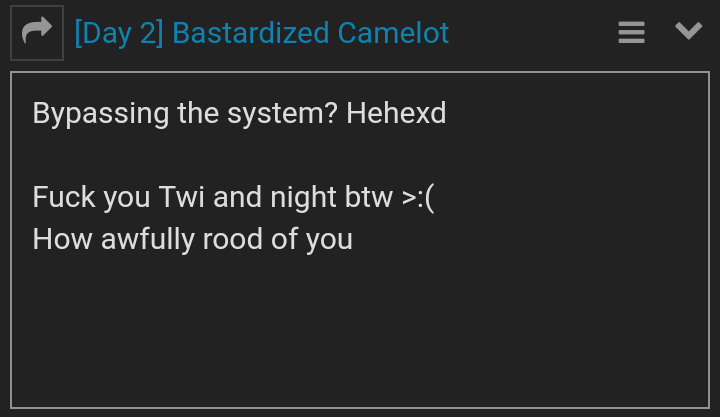 [Day 2] Bastardized Camelot
Bypassing the system? Hehexd
Fuck you Twi and night btw >:(
How awfully rood of you